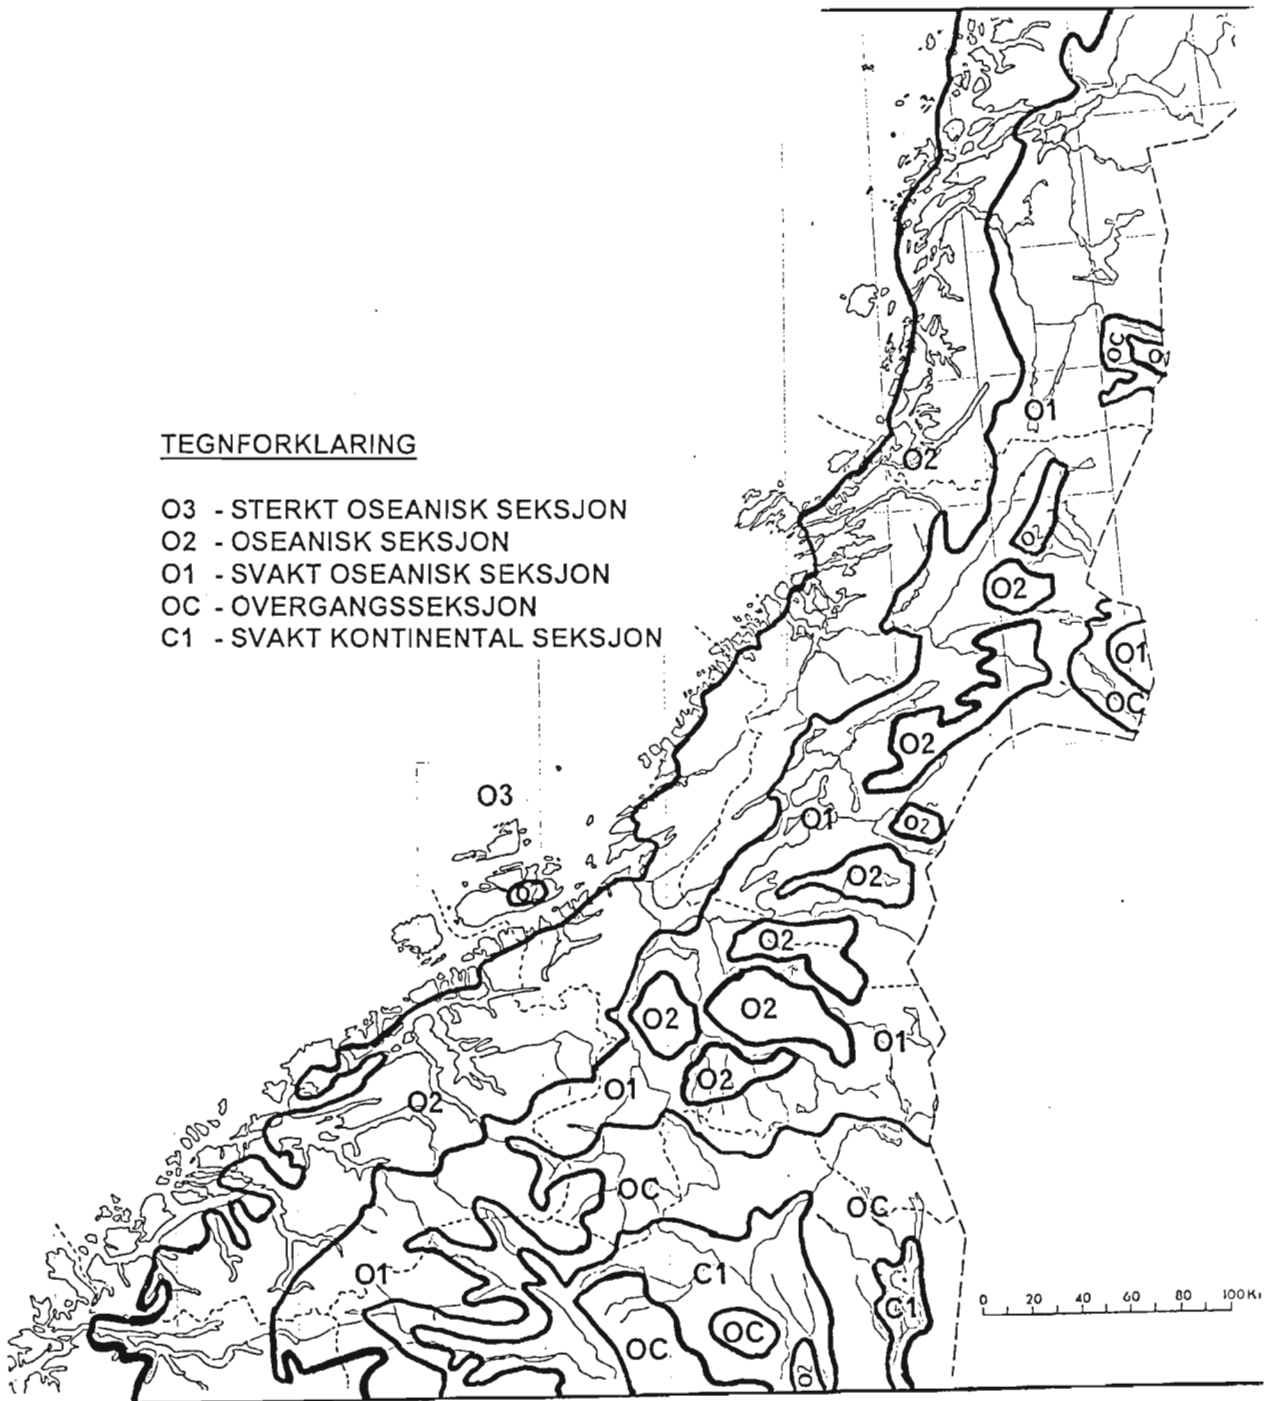 TEGNFORKLARING
O3 - STERKT OSEANISK SEKSJON
O2 - OSEANISK SEKSJON
O1 - SVAKT OSEANISK SEKSJON
OC - OVERGANGSSEKSJON
C1 - SVAKT KONTINENTAL SEKSJON
OC
O1
O2
O2
O2
O1
OC
O2
O3
O1
O2
O2
O2
O2
O2
O2
O1
O2
O1
O2
OC
OC
O1
C1
C1
OC
OC
O2
0 20 40 60 80 100 K